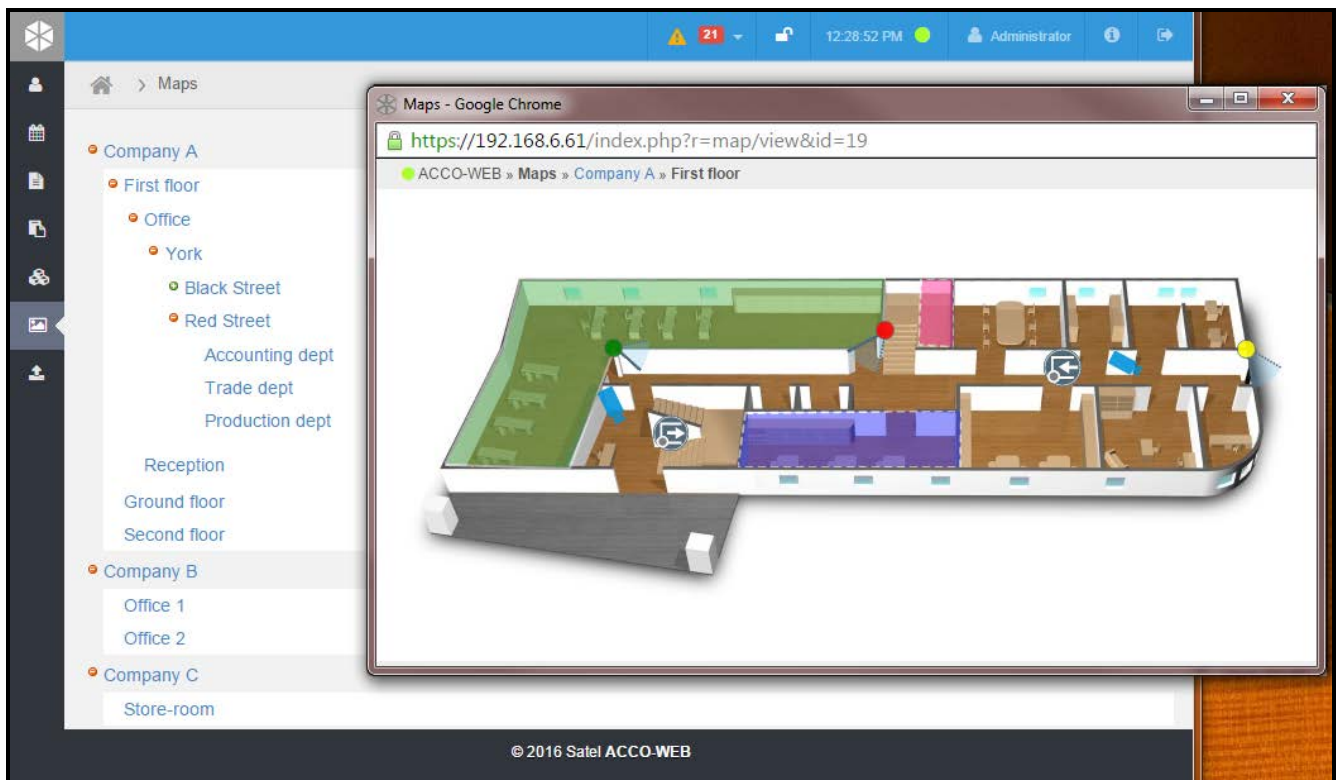 21
12:28:52 PM
Administrator
> Maps
Company A
First floor
Office
York
Black Street
Red Street
Accounting dept
Trade dept
Production dept
Reception
Ground floor
Second floor
Company B
Office 1
Office 2
Company C
Store-room
Maps - Google Chrome
https://192.168.6.61/index.php?r=map/view&id=19
ACCO-WEB » Maps » Company A » First floor
© 2016 Satel ACCO-WEB